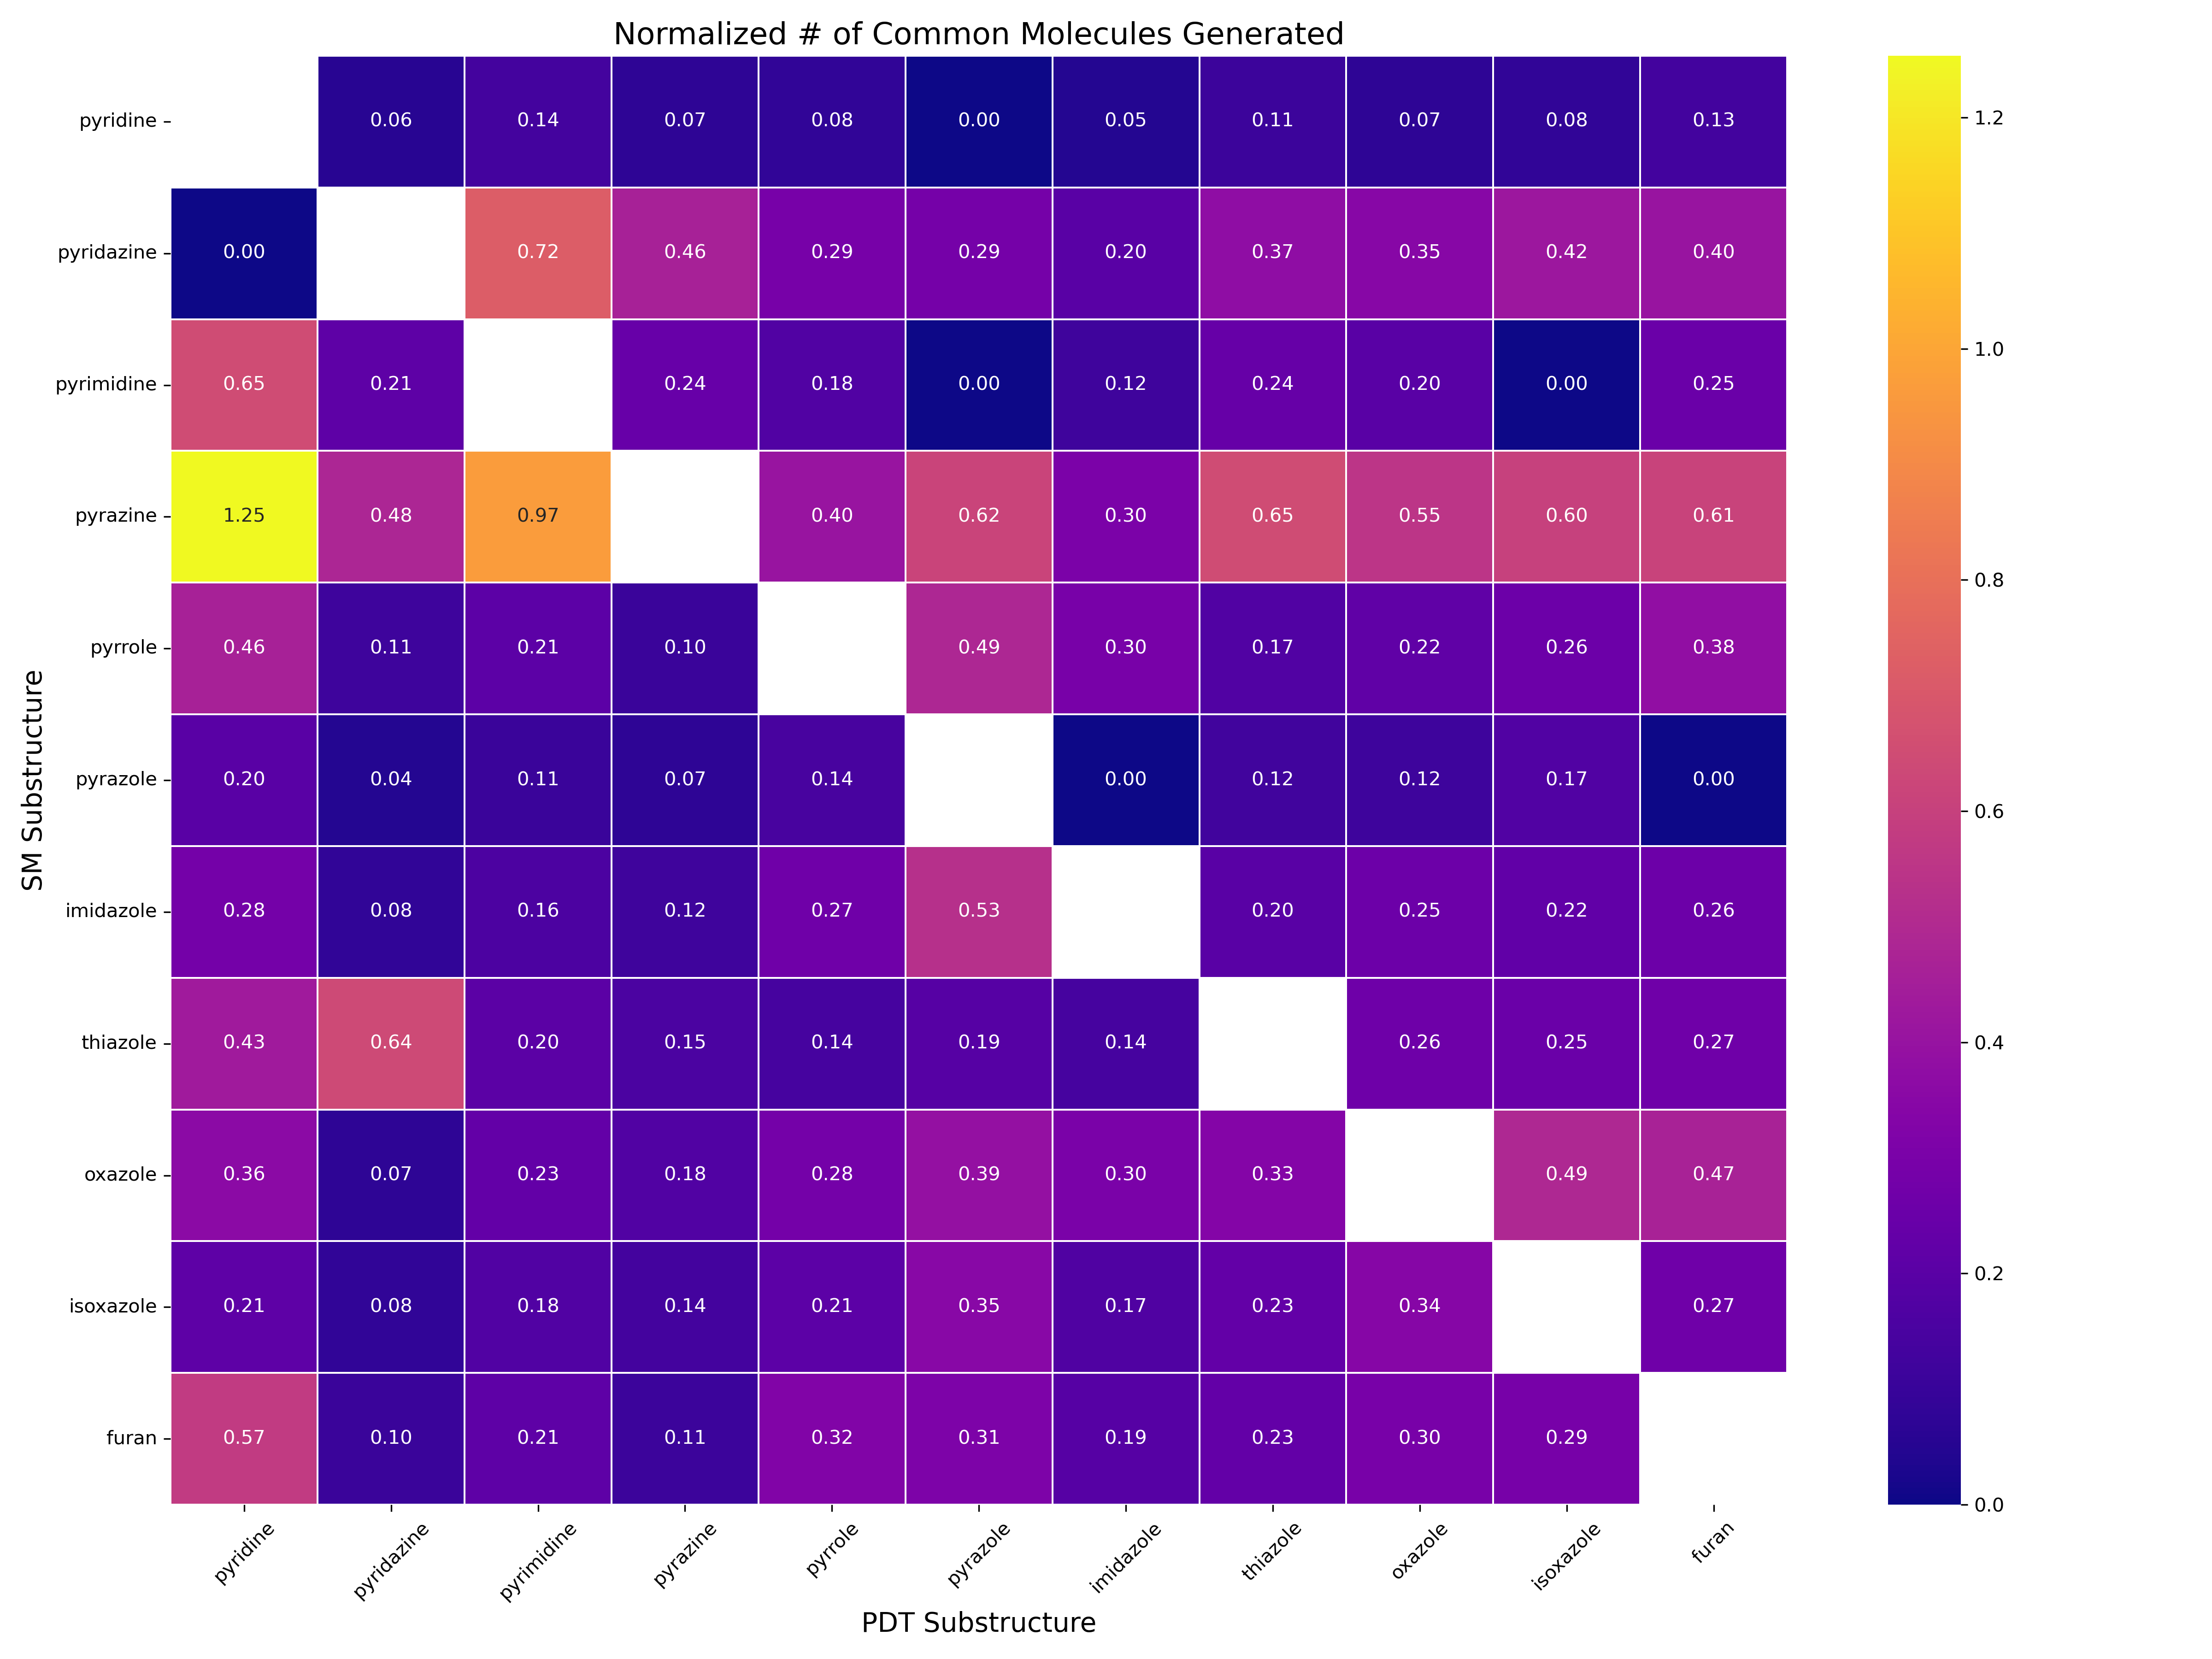 Normalized # of Common Molecules Generated
pyridine 0.06 0.14 0.07 0.08 0.00 0.05 0.11 0.07 0.08 0.13
pyridazine 0.00 0.72 0.46 0.29 0.29 0.20 0.37 0.35 0.42 0.40
pyrimidine 0.65 0.21 0.24 0.18 0.00 0.12 0.24 0.20 0.00 0.25
pyrazine 1.25 0.48 0.97 0.40 0.62 0.30 0.65 0.55 0.60 0.61
pyrrole 0.46 0.11 0.21 0.10 0.49 0.30 0.17 0.22 0.26 0.38
pyrazole 0.20 0.04 0.11 0.07 0.14 0.00 0.12 0.12 0.17 0.00
imidazole 0.28 0.08 0.16 0.12 0.27 0.53 0.20 0.25 0.22 0.26
thiazole 0.43 0.64 0.20 0.15 0.14 0.19 0.14 0.26 0.25 0.27
oxazole 0.36 0.07 0.23 0.18 0.28 0.39 0.30 0.33 0.49 0.47
isoxazole 0.21 0.08 0.18 0.14 0.21 0.35 0.17 0.23 0.34 0.27
furan 0.57 0.10 0.21 0.11 0.32 0.31 0.19 0.23 0.30 0.29
pyridine pyridazine pyrimidine pyrazine pyrrole pyrazole imidazole thiazole oxazole isoxazole furan
PDT Substructure
SM Substructure
1.2
1.0
0.8
0.6
0.4
0.2
0.0